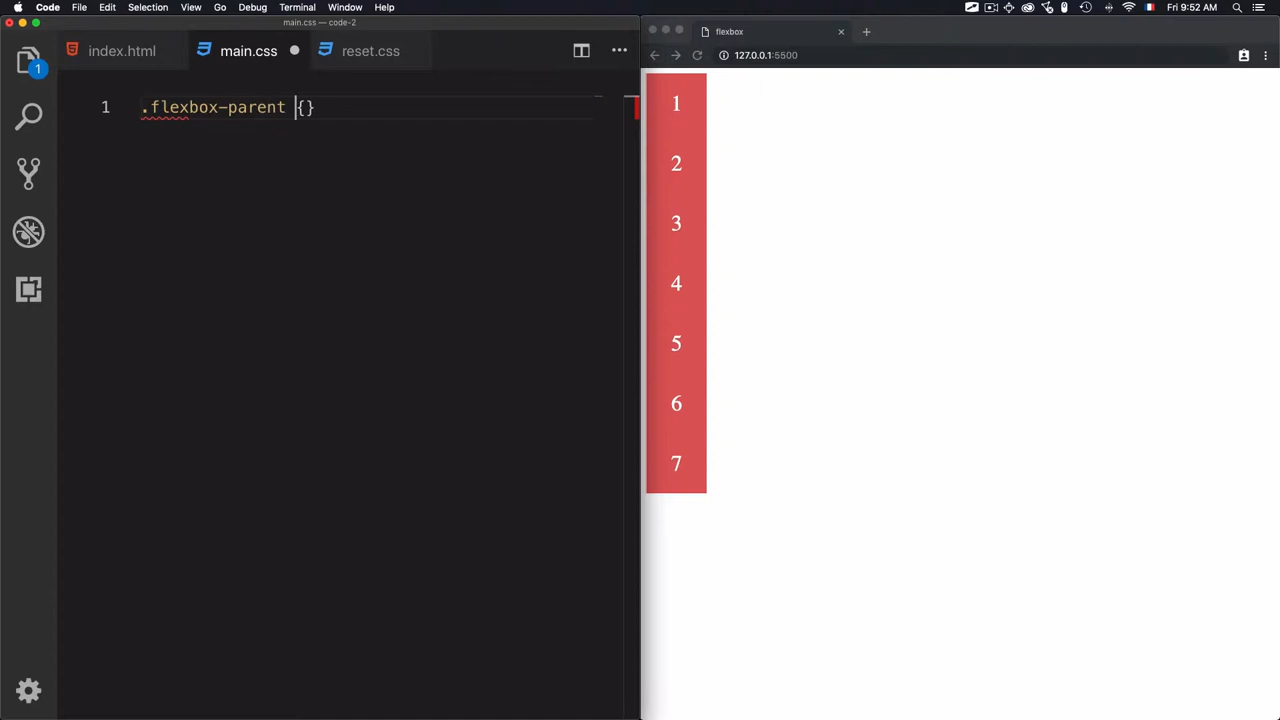 Code File Edit Selection View Go Debug Terminal Window Help
Fri 9:52 AM
main.css — code-2
index.html
main.css
reset.css
1
1 .flexbox-parent {}
flexbox
127.0.0.1:5500
1
2
3
4
5
6
7